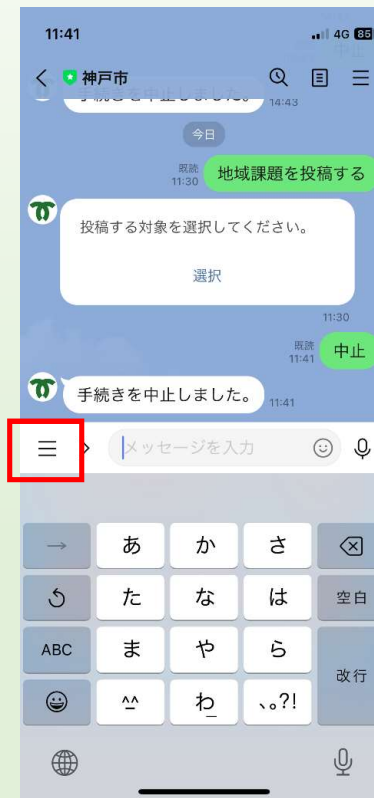 11:41
4G 85
神戸市
手続きを中止しました。
14:43
今日
既読
11:30
地域課題を投稿する
投稿する対象を選択してください。
選択
11:30
既読
11:41
中止
手続きを中止しました。
11:41
メッセージを入力
→ あ か さ
た な は 空白
ABC ま や ら
改行
^^ わ 、。?!